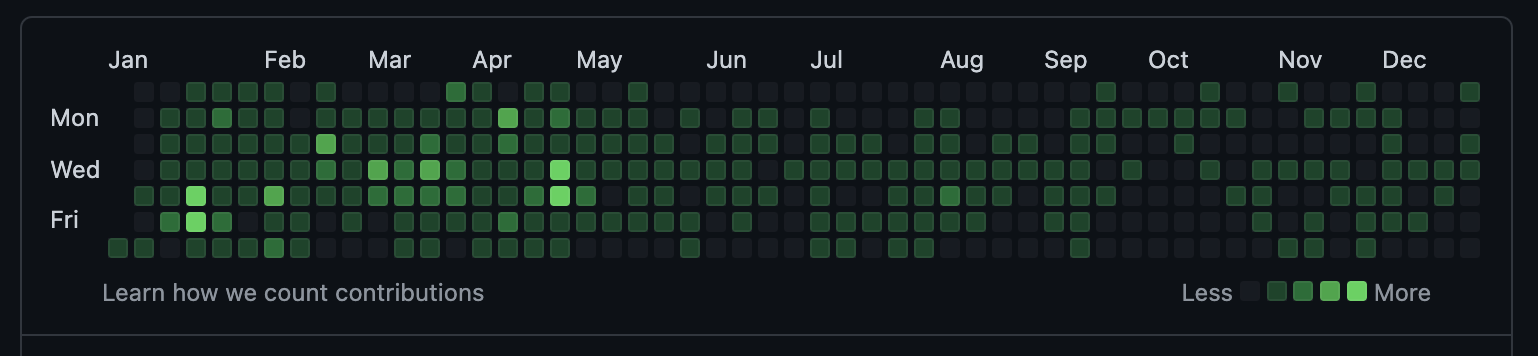 Jan Feb Mar Apr May Jun Jul Aug Sep Oct Nov Dec
Mon
Wed
Fri
Learn how we count contributions
Less More